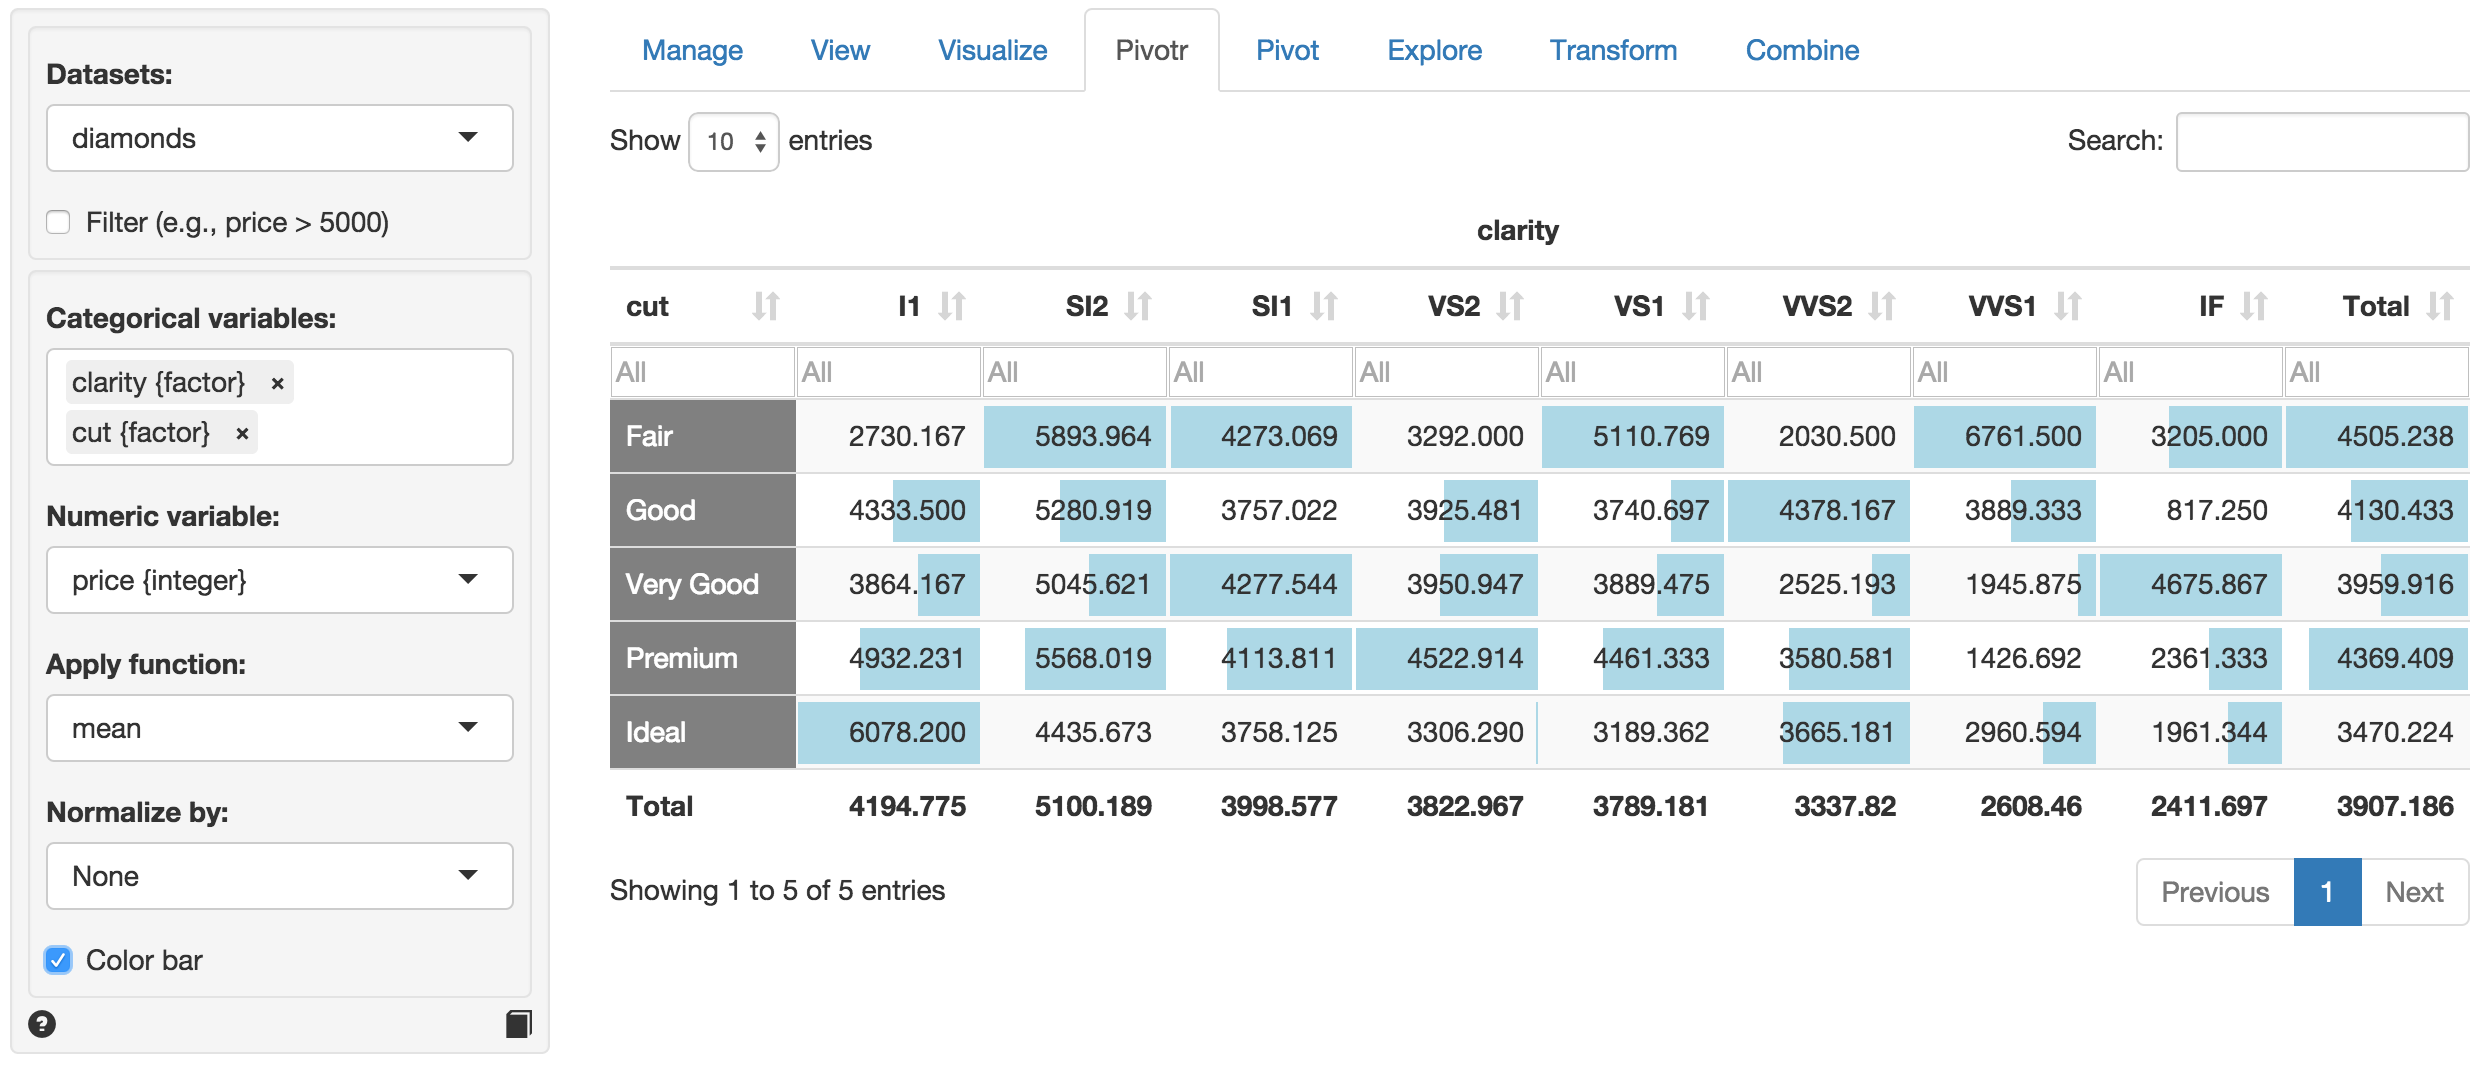 Datasets:
diamonds
Filter (e.g., price > 5000)
Categorical variables:
clarity {factor} ×
cut {factor} ×
Numeric variable:
price {integer}
Apply function:
mean
Normalize by:
None
Color bar
?
Manage View Visualize Pivotr Pivot Explore Transform Combine
Show 10 entries Search:
clarity
cut I1 SI2 SI1 VS2 VS1 VVS2 VVS1 IF Total
All All All All All All All All All All
Fair 2730.167 5893.964 4273.069 3292.000 5110.769 2030.500 6761.500 3205.000 4505.238
Good 4333.500 5280.919 3757.022 3925.481 3740.697 4378.167 3889.333 817.250 4130.433
Very Good 3864.167 5045.621 4277.544 3950.947 3889.475 2525.193 1945.875 4675.867 3959.916
Premium 4932.231 5568.019 4113.811 4522.914 4461.333 3580.581 1426.692 2361.333 4369.409
Ideal 6078.200 4435.673 3758.125 3306.290 3189.362 3665.181 2960.594 1961.344 3470.224
Total 4194.775 5100.189 3998.577 3822.967 3789.181 3337.82 2608.46 2411.697 3907.186
Showing 1 to 5 of 5 entries
Previous 1 Next